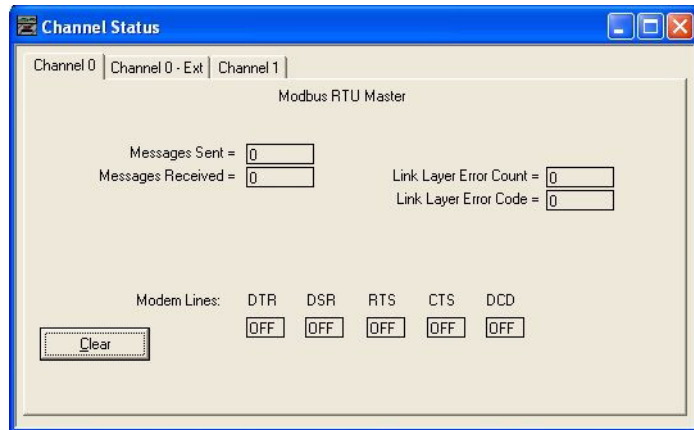 Channel Status
Channel 0 Channel 0 - Ext Channel 1
Modbus RTU Master
Messages Sent = 0
Messages Received = 0 Link Layer Error Count = 0
Link Layer Error Code = 0
Modem Lines: DTR DSR RTS CTS DCD
OFF OFF OFF OFF OFF
Clear